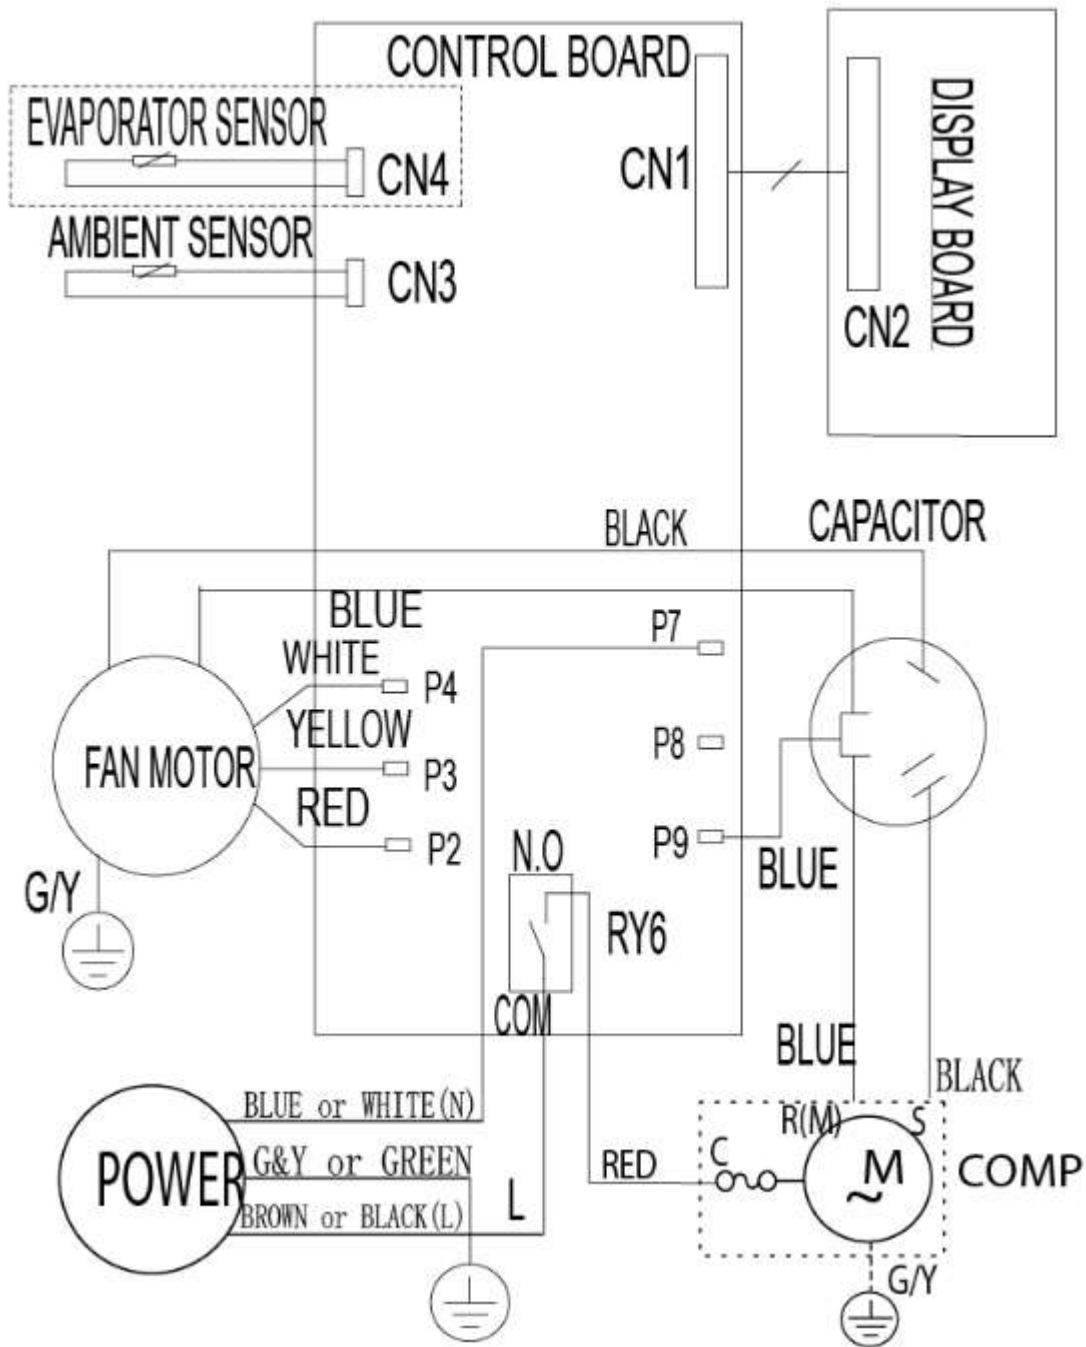 CONTROL BOARD
EVAPORATOR SENSOR
CN4
CN1
DISPLAY BOARD
AMBIENT SENSOR
CN3
CN2
CAPACITOR
BLACK
BLUE
WHITE
P7
P4
YELLOW
FAN MOTOR
P3
P8
RED
P2
P9
N.O
BLUE
G/Y
RY6
COM
BLUE
BLACK
BLUE or WHITE(N)
R(M)
S
POWER
G&Y or GREEN
RED
C
M
~
COMP
BROWN or BLACK(L)
L
G/Y